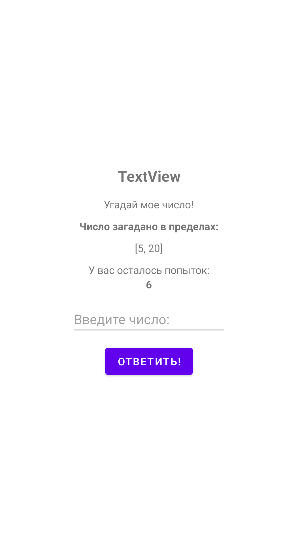 TextView
Угадай мое число!
Число загадано в пределах:
[5, 20]
У вас осталось попыток:
6
Введите число:
ОТВЕТИТЬ!